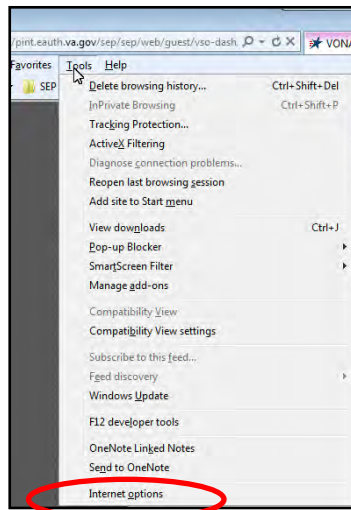 /pint.eauth.va.gov/sep/sep/web/guest/vso-dash. VONA
Favorites Tools Help
SEP
Delete browsing history... Ctrl+Shift+Del
InPrivate Browsing Ctrl+Shift+P
Tracking Protection...
ActiveX Filtering
Diagnose connection problems...
Reopen last browsing session
Add site to Start menu
View downloads Ctrl+J
Pop-up Blocker
SmartScreen Filter
Manage add-ons
Compatibility View
Compatibility View settings
Subscribe to this feed...
Feed discovery
Windows Update
F12 developer tools
OneNote Linked Notes
Send to OneNote
Internet options